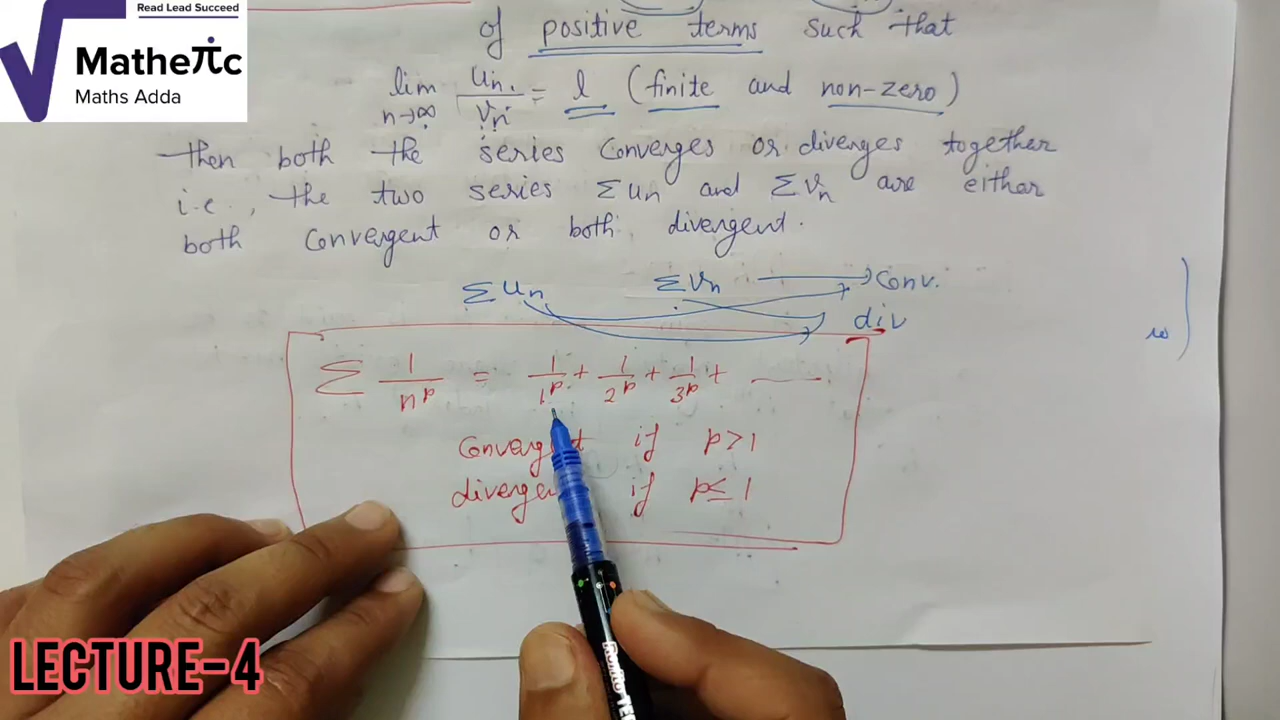 Read Lead Succeed
Matheπc
Maths Adda
of positive terms such that
lim n→∞ un/vn = l (finite and non-zero)
then both the series converges or diverges together
i.e., the two series Σun and Σvn are either
both convergent or both divergent.
Σun Σvn conv.
div
Σ 1/n^p = 1/1^p + 1/2^p + 1/3^p + ......
Convergent if p>1
divergen if p≤1
LECTURE-4